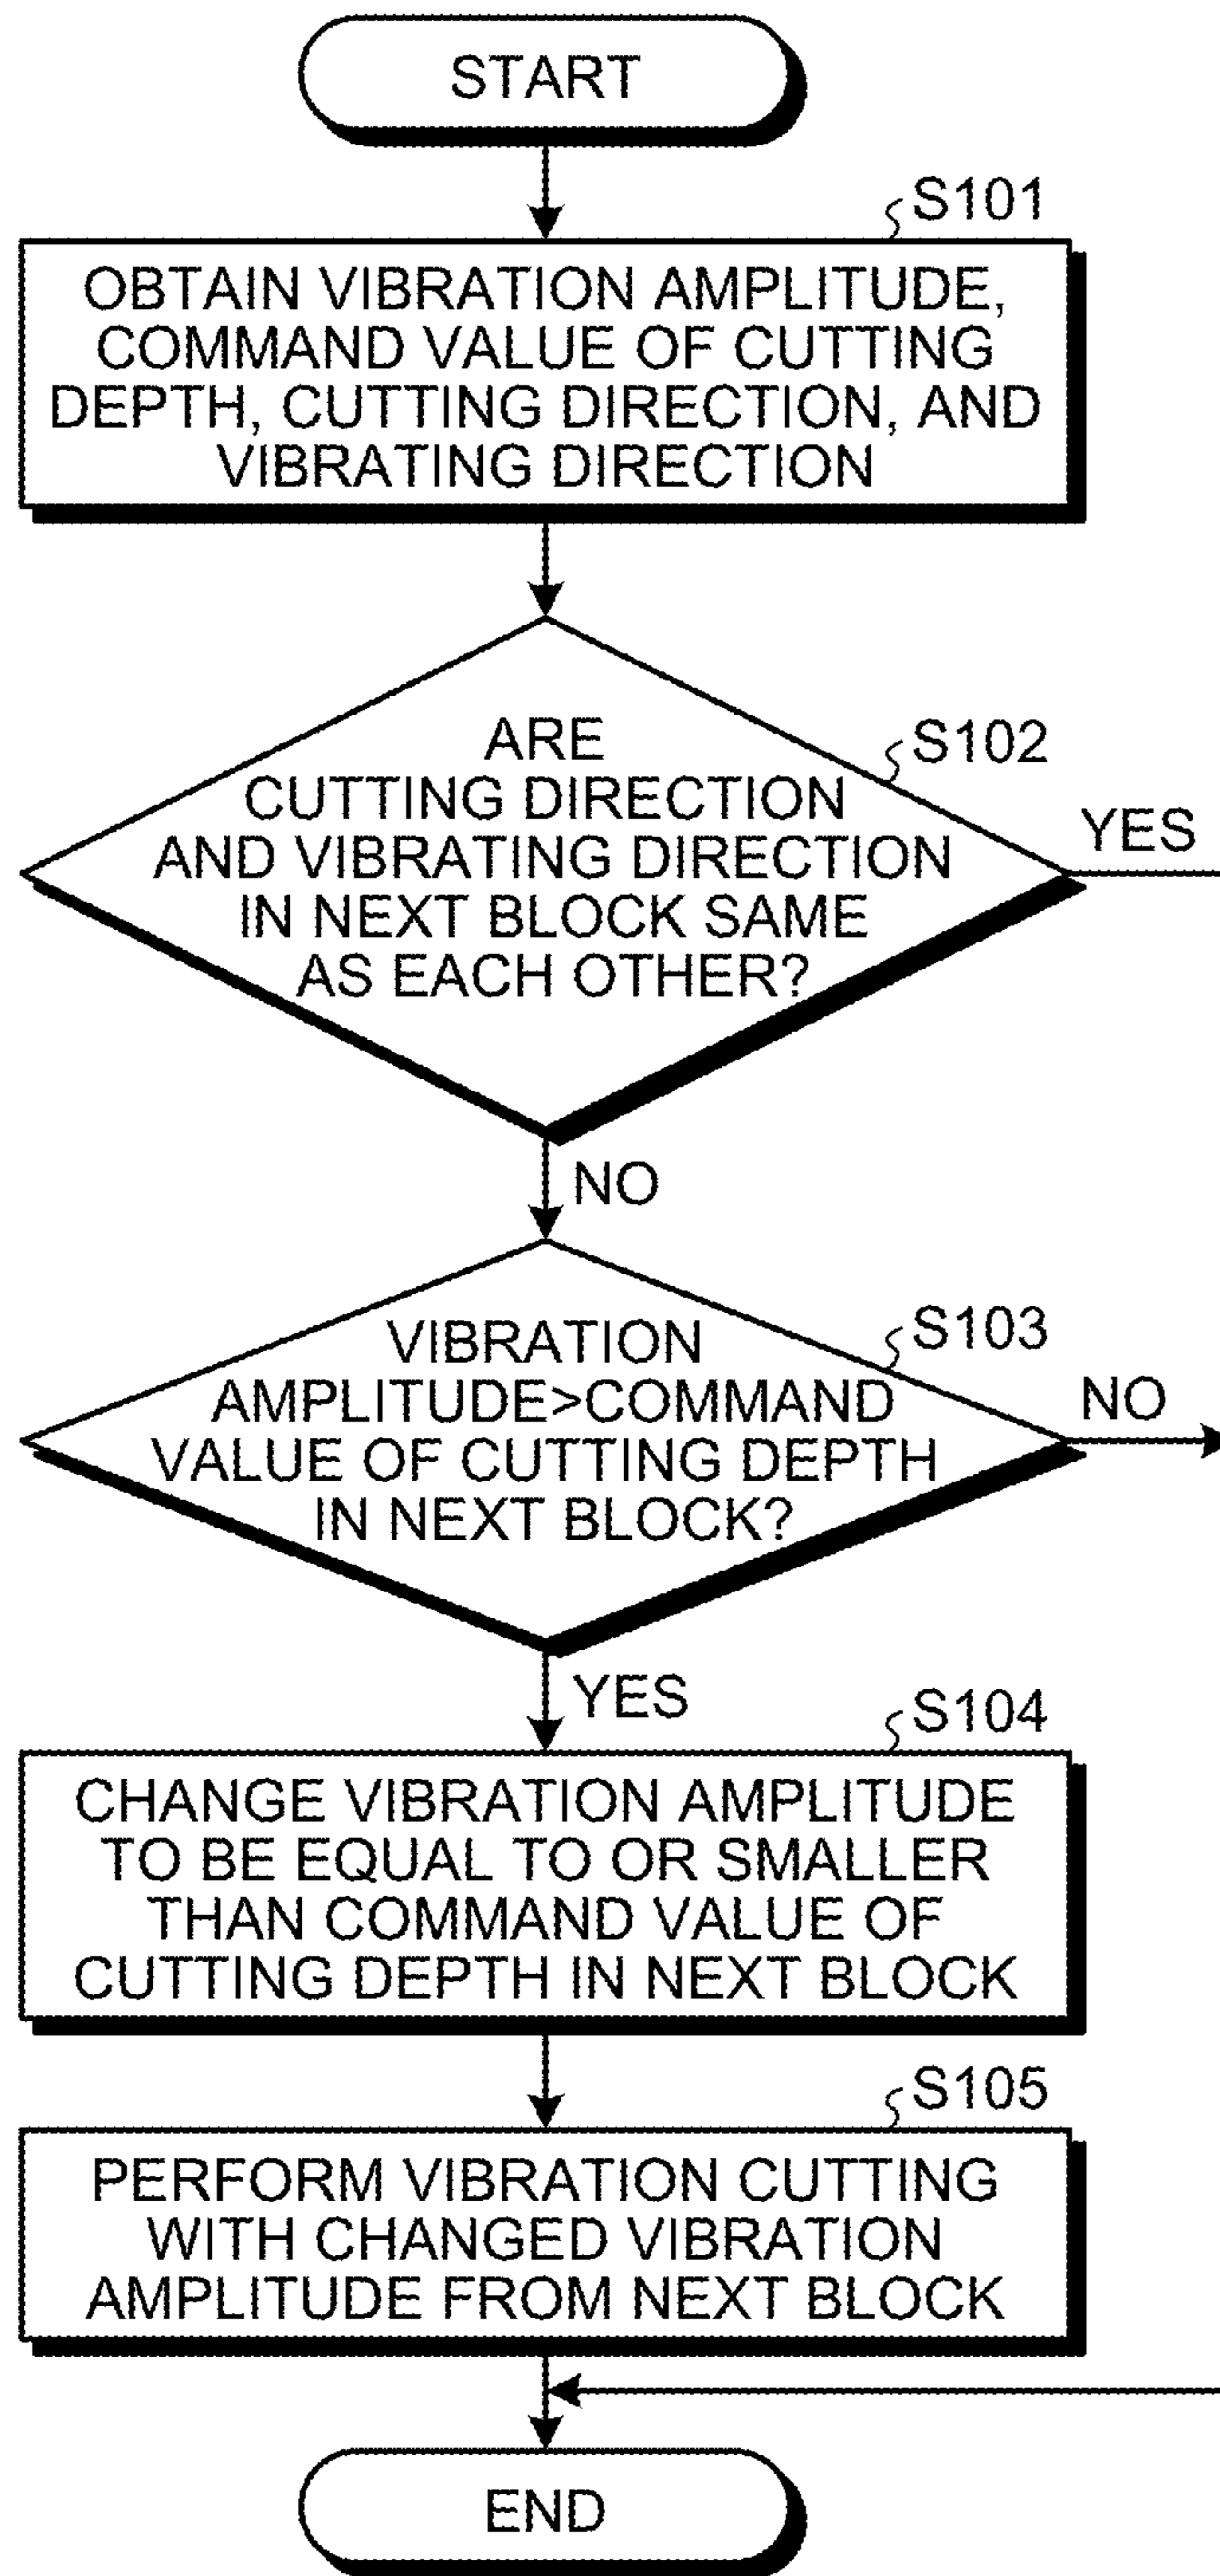 START
S101
OBTAIN VIBRATION AMPLITUDE,
COMMAND VALUE OF CUTTING
DEPTH, CUTTING DIRECTION, AND
VIBRATING DIRECTION
S102
ARE
CUTTING DIRECTION
AND VIBRATING DIRECTION
IN NEXT BLOCK SAME
AS EACH OTHER?
YES
NO
S103
VIBRATION
AMPLITUDE>COMMAND
VALUE OF CUTTING DEPTH
IN NEXT BLOCK?
NO
YES
S104
CHANGE VIBRATION AMPLITUDE
TO BE EQUAL TO OR SMALLER
THAN COMMAND VALUE OF
CUTTING DEPTH IN NEXT BLOCK
S105
PERFORM VIBRATION CUTTING
WITH CHANGED VIBRATION
AMPLITUDE FROM NEXT BLOCK
END